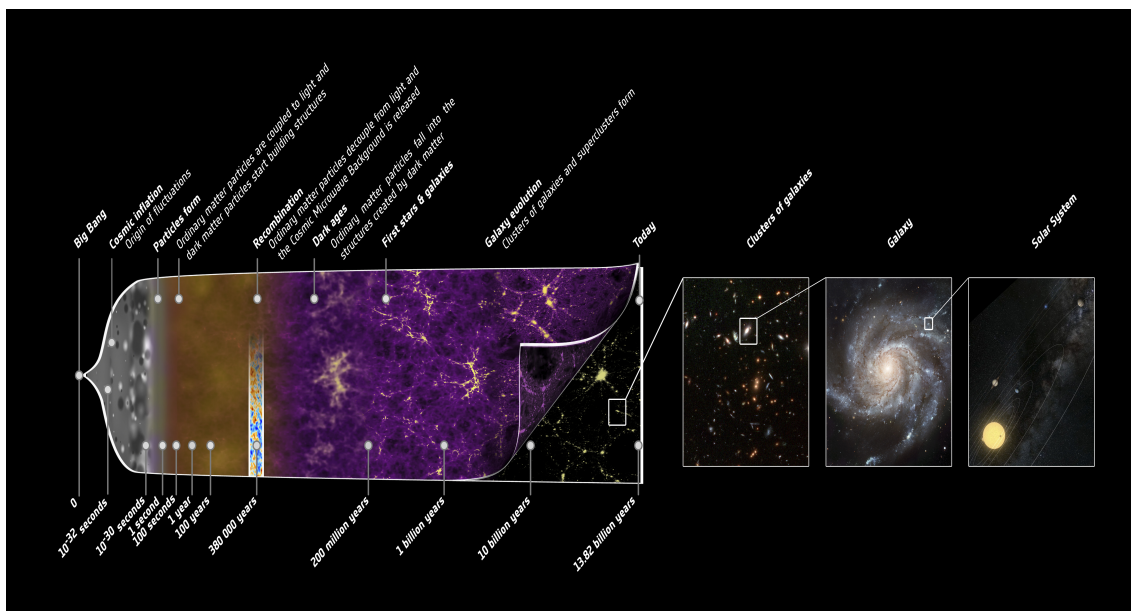 Big Bang
Cosmic inflation
Origin of fluctuations
Particles form
Ordinary matter particles are coupled to light and
dark matter particles start building structures
Recombination
Ordinary matter particles decouple from light and
the Cosmic Microwave Background is released
Dark ages
Ordinary matter particles fall into the
structures created by dark matter
First stars & galaxies
Galaxy evolution
Clusters of galaxies and superclusters form
Today
Clusters of galaxies
Galaxy
Solar System
0
10-32 seconds
10-30 seconds
1 second
100 seconds
1 year
100 years
380 000 years
200 million years
1 billion years
10 billion years
13.82 billion years